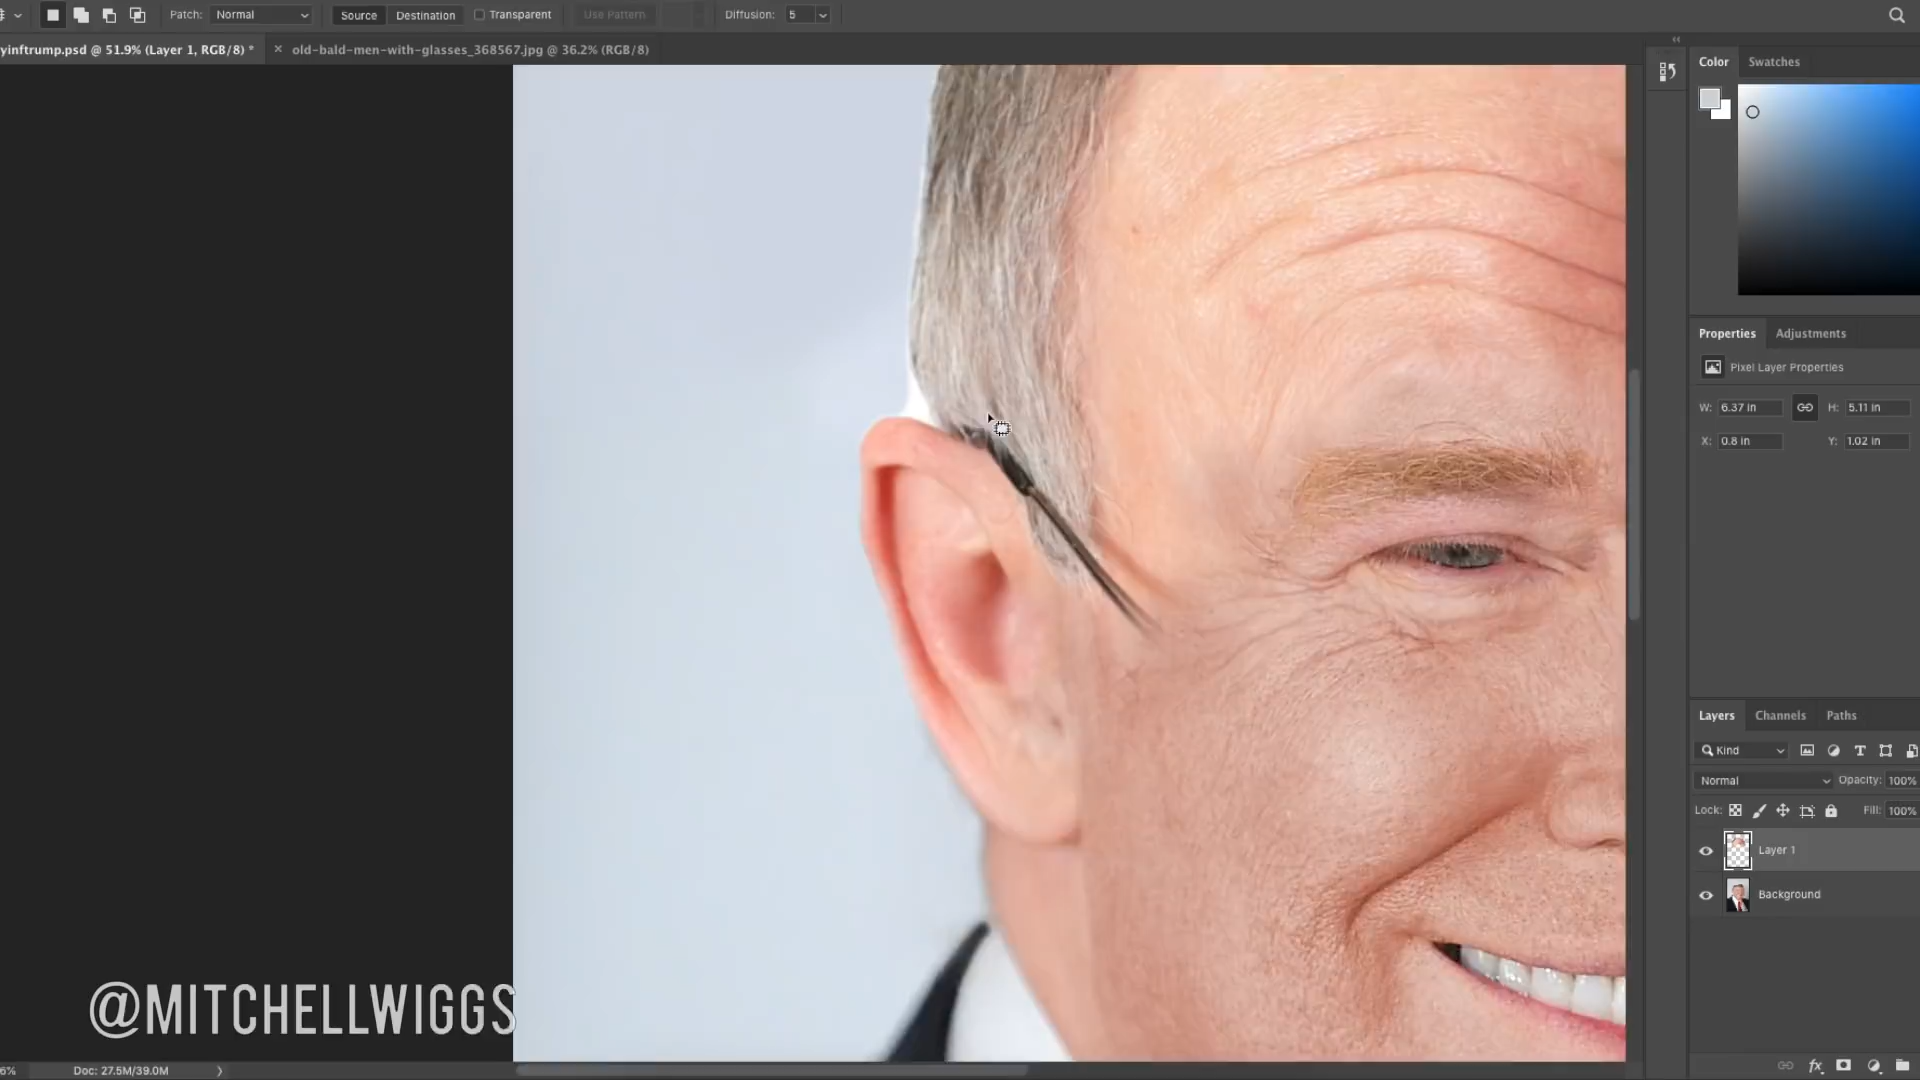 Patch: Normal Source Destination Transparent Use Pattern Diffusion: 5
yinftrump.psd @ 51.9% (Layer 1, RGB/8) * × old-bald-men-with-glasses_368567.jpg @ 36.2% (RGB/8)
Color Swatches
Properties Adjustments
Pixel Layer Properties
W: 6.37 in H: 5.11 in
X: 0.8 in Y: 1.02 in
Layers Channels Paths
Kind
Normal Opacity: 100%
Lock: Fill: 100%
Layer 1
Background
@MITCHELLWIGGS
6% Doc: 27.5M/39.0M